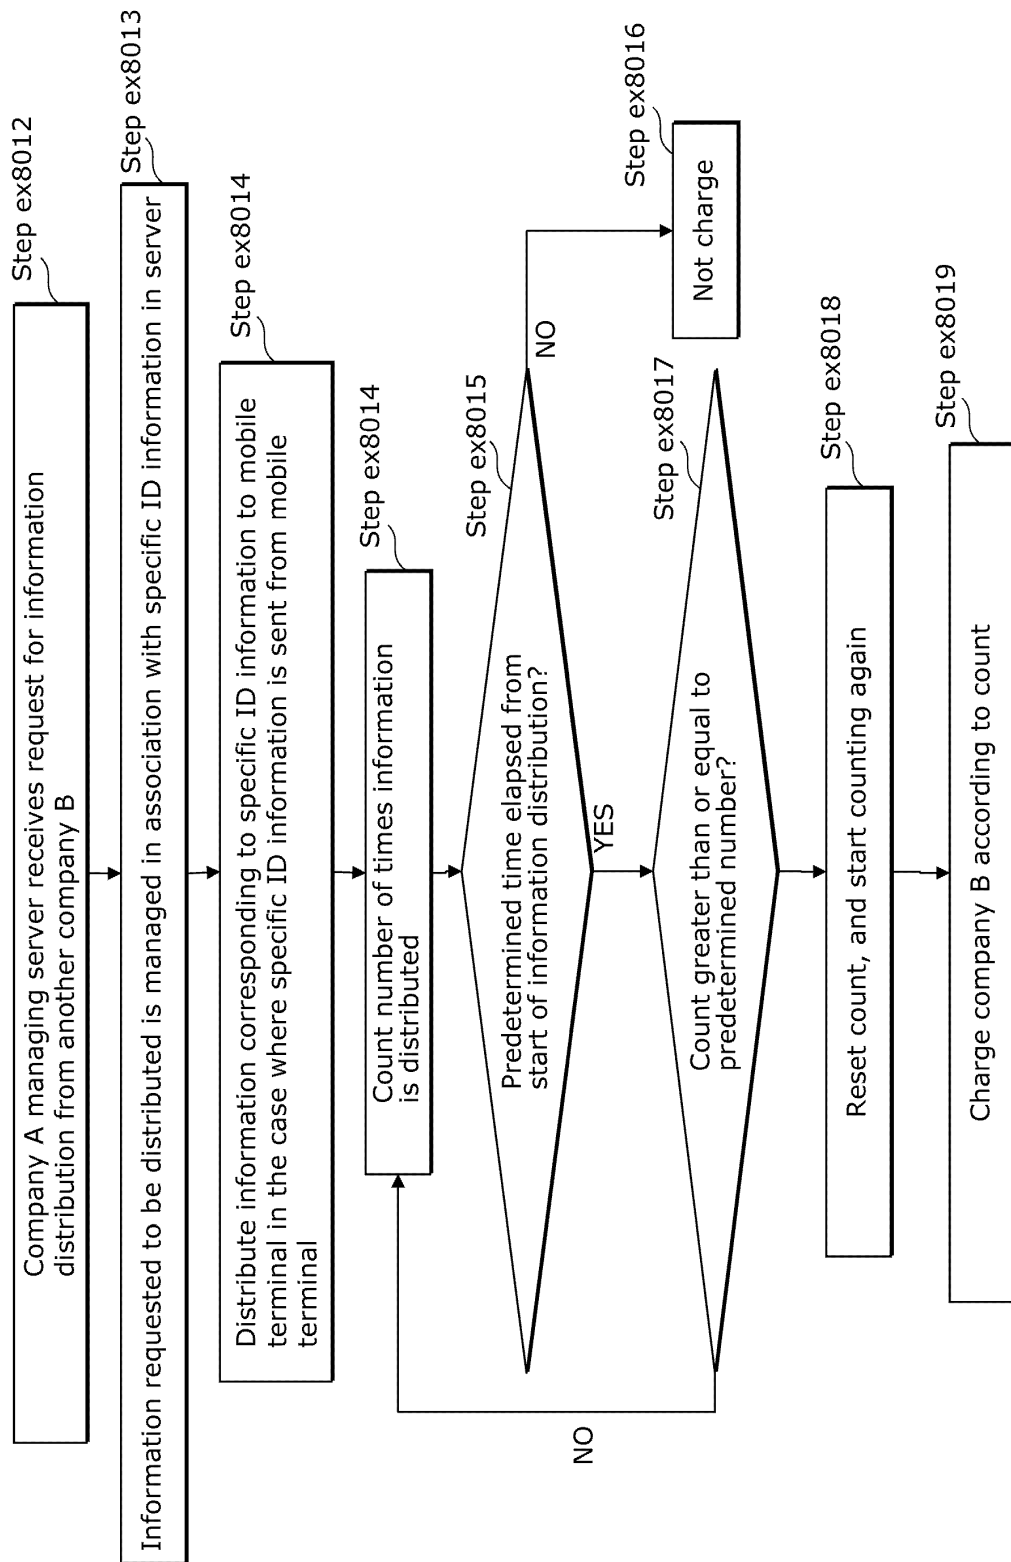 Step ex8012
Company A managing server receives request for information
distribution from another company B
Step ex8013
Information requested to be distributed is managed in association with specific ID information in server
Step ex8014
Distribute information corresponding to specific ID information to mobile
terminal in the case where specific ID information is sent from mobile
terminal
Step ex8014
Count number of times information
is distributed
Step ex8015
Predetermined time elapsed from
start of information distribution?
NO
YES
Step ex8016
Not charge
Step ex8017
Count greater than or equal to
predetermined number?
NO
Step ex8018
Reset count, and start counting again
Step ex8019
Charge company B according to count